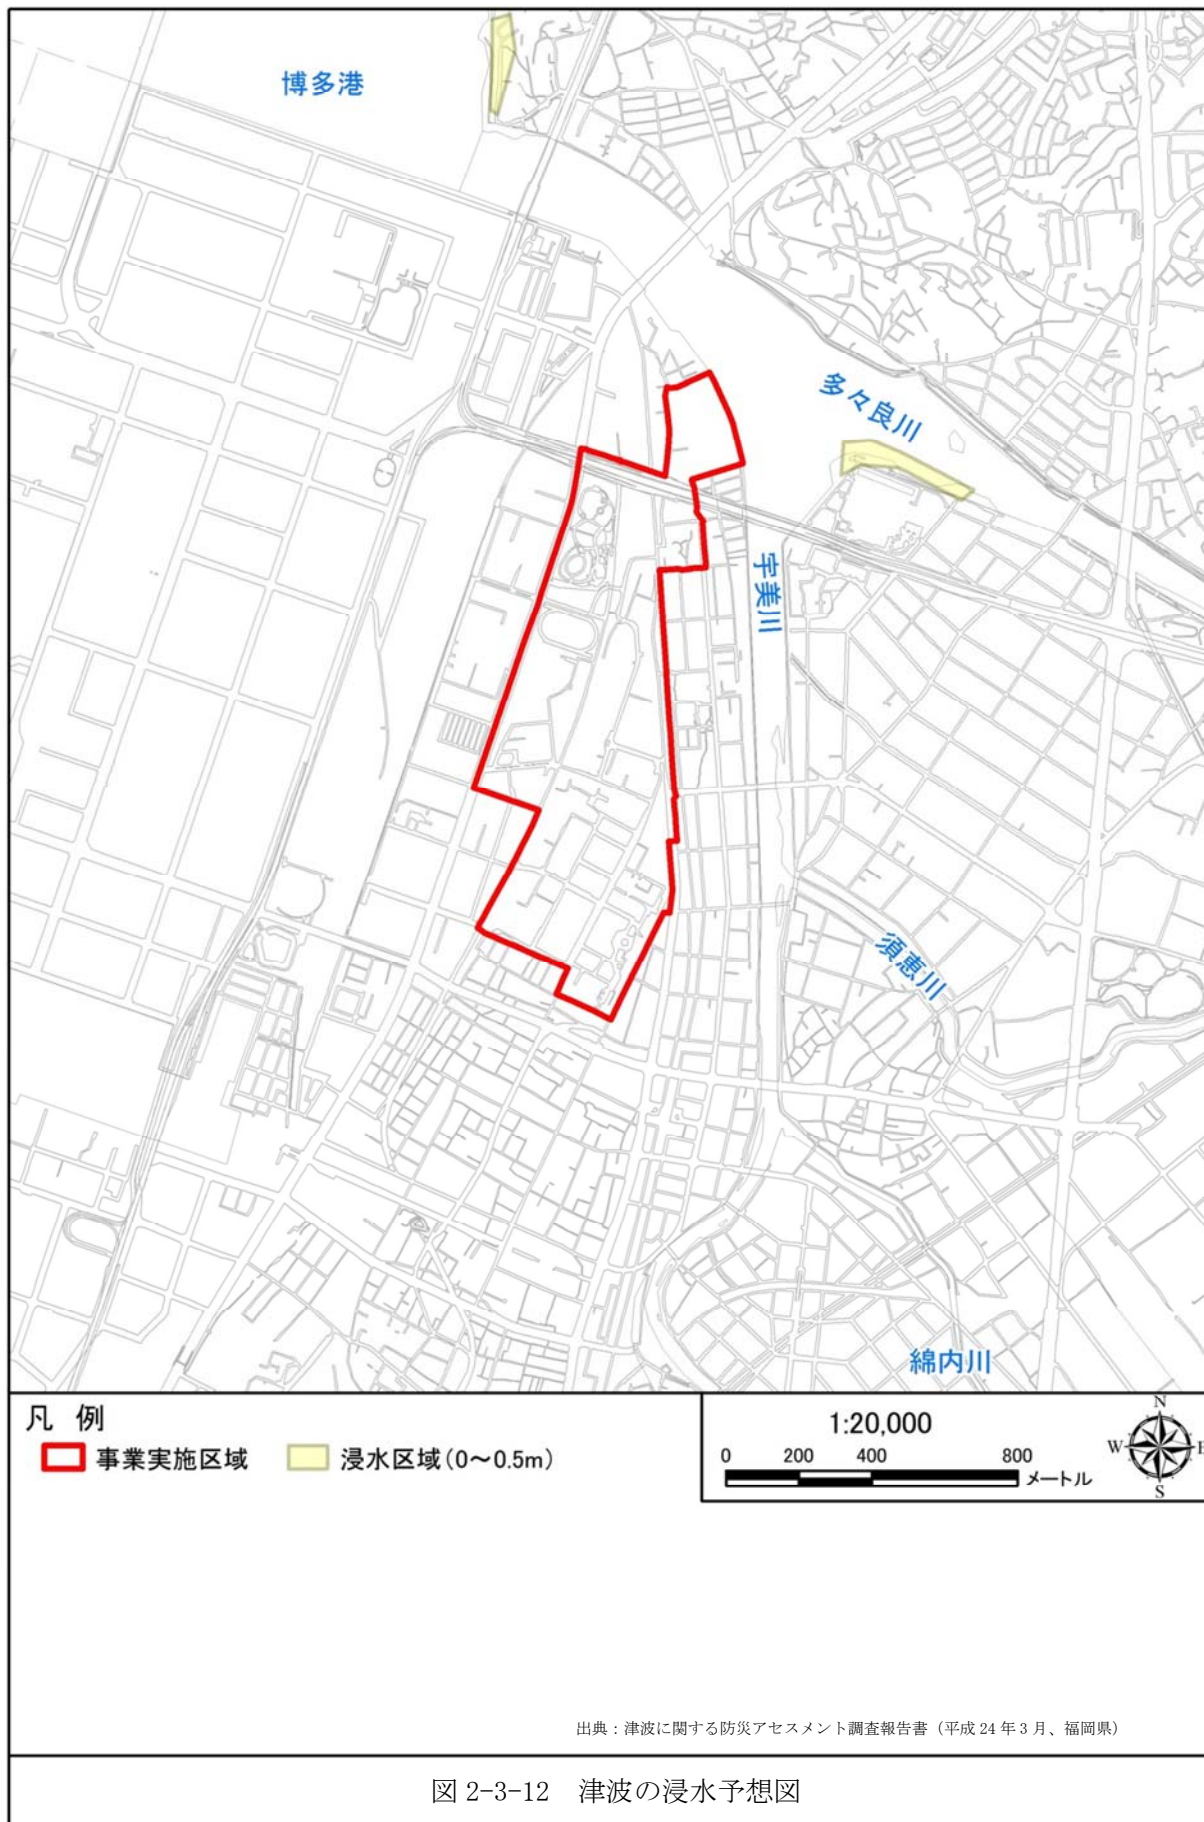 博多港
多々良川
宇美川
須恵川
綿内川
凡 例
事業実施区域
浸水区域(0～0.5m)
1:20,000
0 200 400 800
メートル
N
W E
S
出典：津波に関する防災アセスメント調査報告書（平成 24 年 3 月、福岡県）
図 2-3-12 津波の浸水予想図